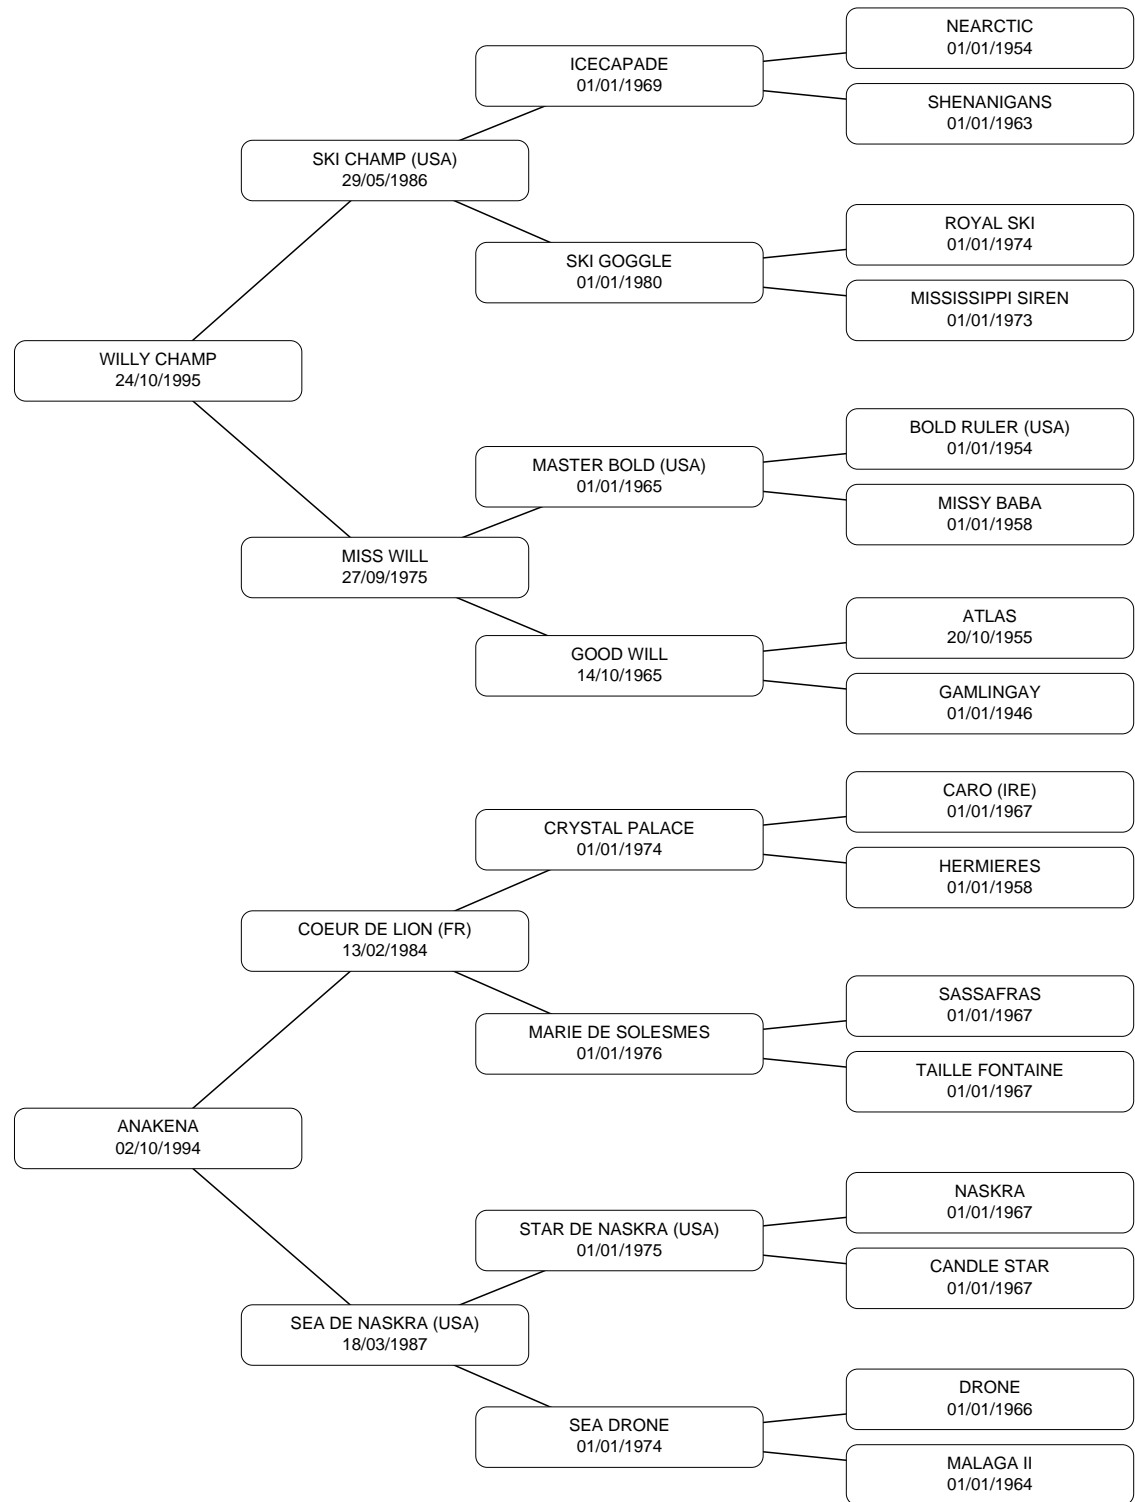 NEARCTIC
01/01/1954
ICECAPADE
01/01/1969
SHENANIGANS
01/01/1963
SKI CHAMP (USA)
29/05/1986
ROYAL SKI
01/01/1974
SKI GOGGLE
01/01/1980
MISSISSIPPI SIREN
01/01/1973
WILLY CHAMP
24/10/1995
BOLD RULER (USA)
01/01/1954
MASTER BOLD (USA)
01/01/1965
MISSY BABA
01/01/1958
MISS WILL
27/09/1975
ATLAS
20/10/1955
GOOD WILL
14/10/1965
GAMLINGAY
01/01/1946
CARO (IRE)
01/01/1967
CRYSTAL PALACE
01/01/1974
HERMIERES
01/01/1958
COEUR DE LION (FR)
13/02/1984
SASSAFRAS
01/01/1967
MARIE DE SOLESMES
01/01/1976
TAILLE FONTAINE
01/01/1967
ANAKENA
02/10/1994
NASKRA
01/01/1967
STAR DE NASKRA (USA)
01/01/1975
CANDLE STAR
01/01/1967
SEA DE NASKRA (USA)
18/03/1987
DRONE
01/01/1966
SEA DRONE
01/01/1974
MALAGA II
01/01/1964